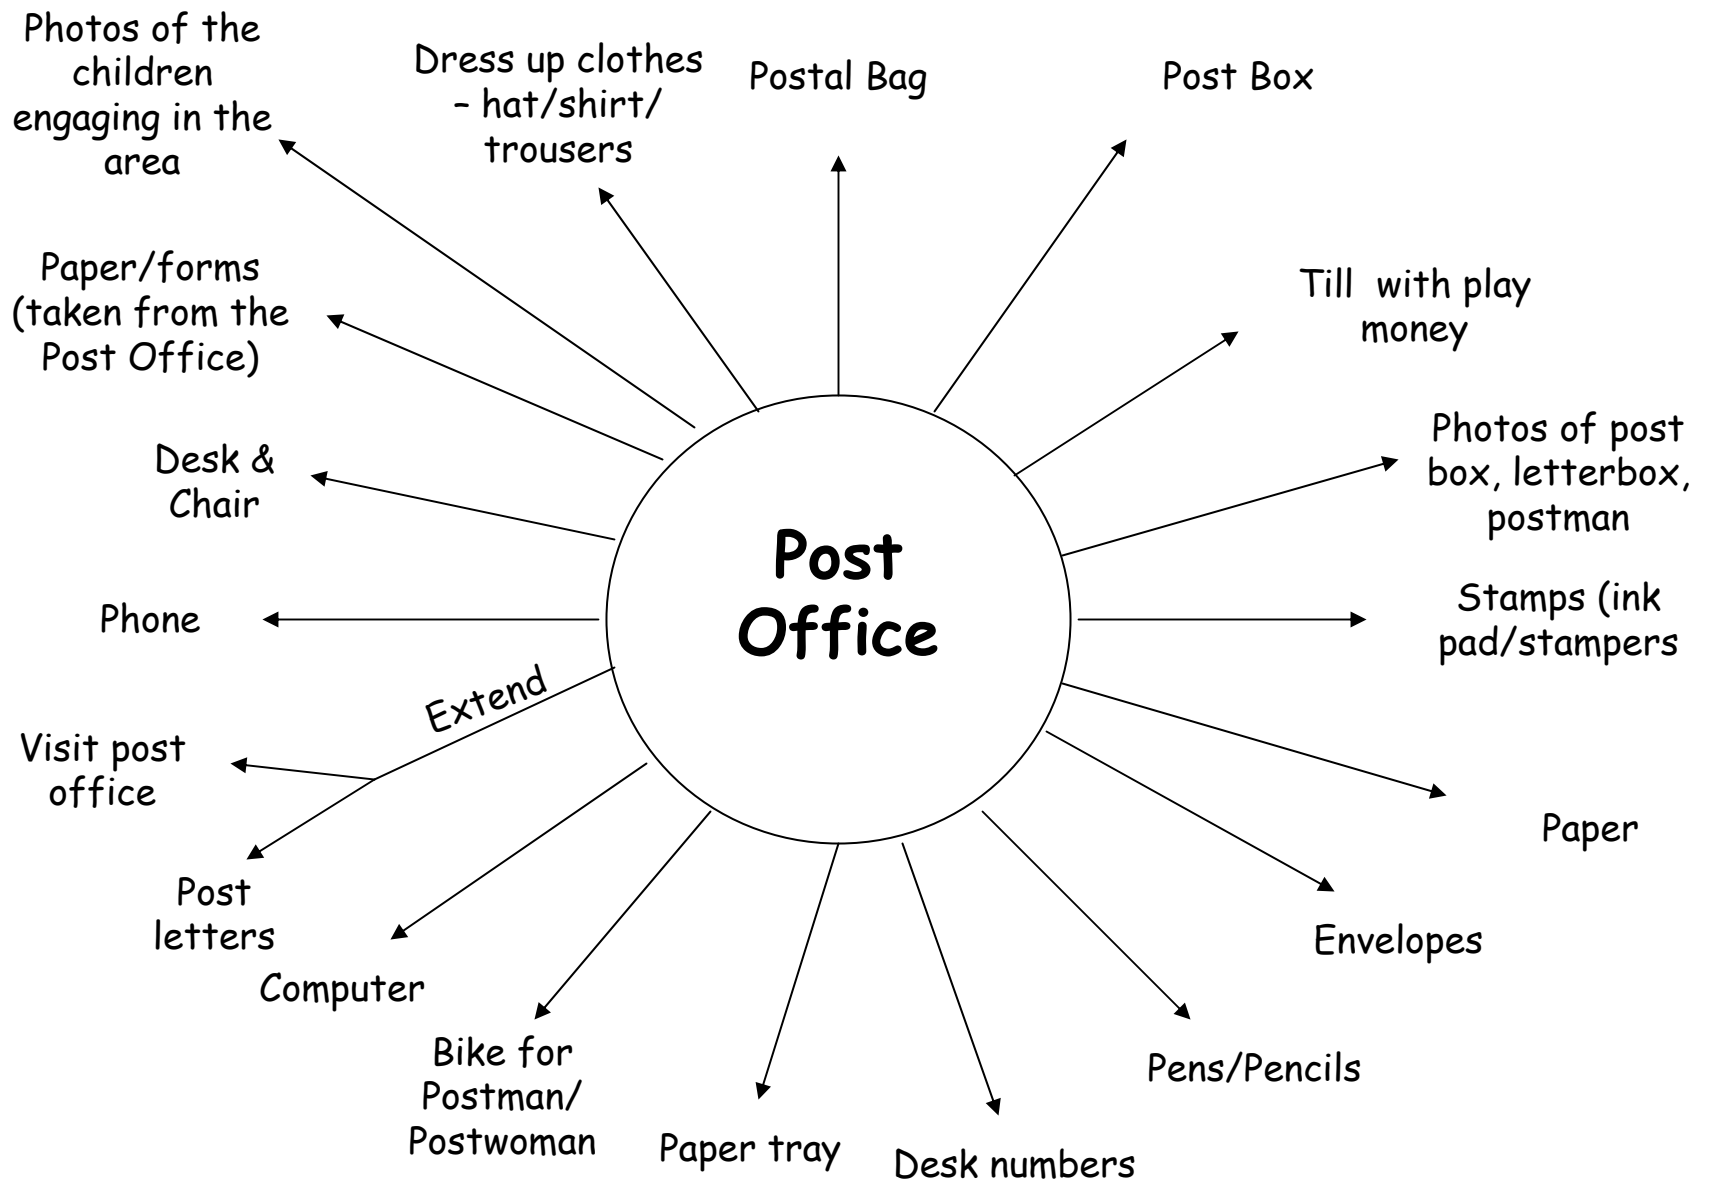 Photos of the
children
engaging in the
area
Dress up clothes
– hat/shirt/
trousers
Postal Bag
Post Box
Till with play
money
Photos of post
box, letterbox,
postman
Stamps (ink
pad/stampers
Paper
Envelopes
Pens/Pencils
Desk numbers
Paper tray
Bike for
Postman/
Postwoman
Computer
Post
letters
Visit post
office
Extend
Phone
Desk &
Chair
Paper/forms
(taken from the
Post Office)
Post
Office